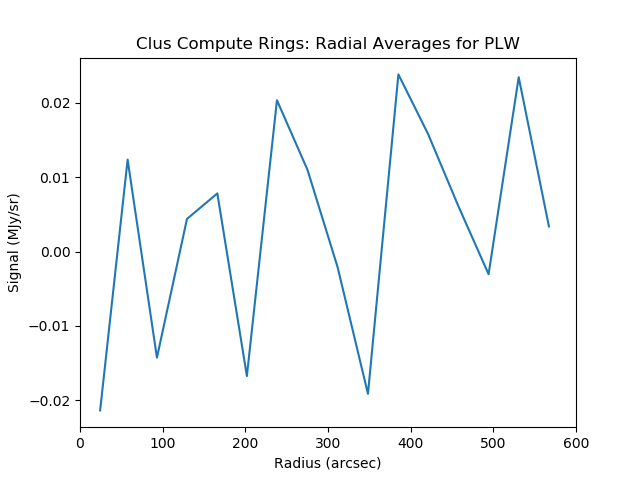 Clus Compute Rings: Radial Averages for PLW
0.02
0.01
0.00
−0.01
−0.02
Signal (MJy/sr)
0 100 200 300 400 500 600
Radius (arcsec)